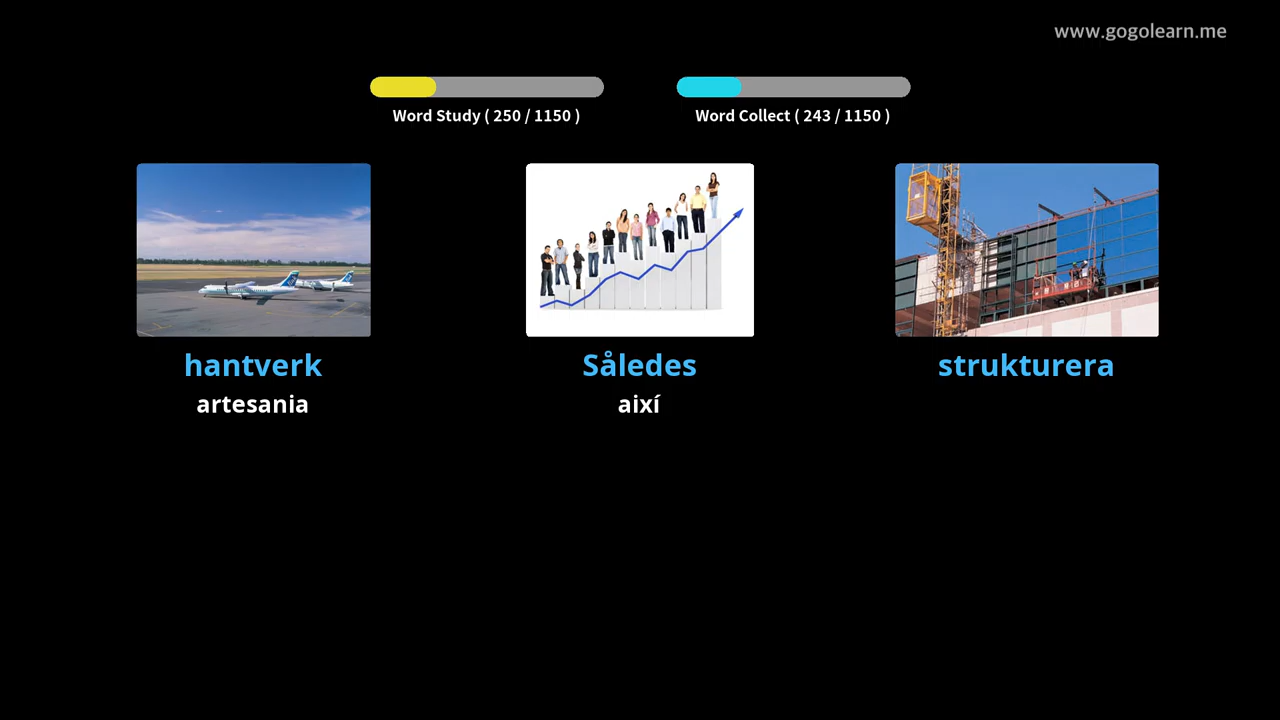 www.gogolearn.me
Word Study ( 250 / 1150 )
Word Collect ( 243 / 1150 )
hantverk
Således
strukturera
artesania
així